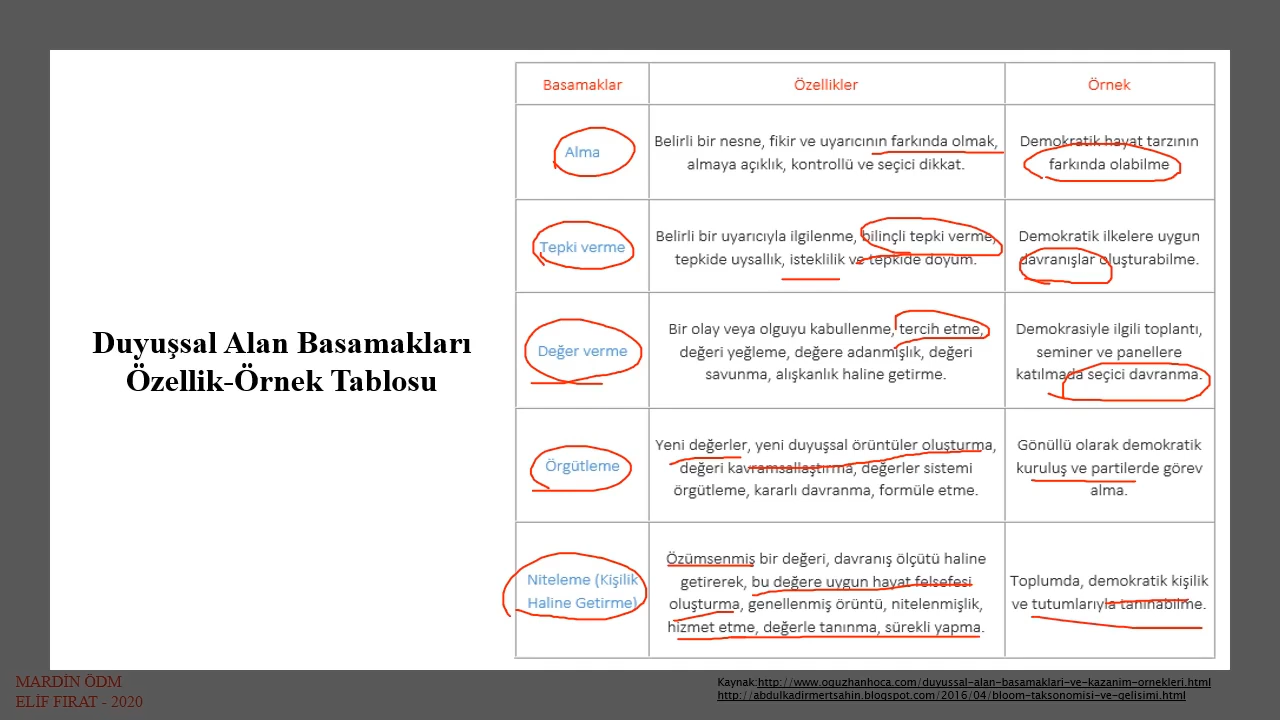 Duyuşsal Alan Basamakları
Özellik-Örnek Tablosu
Basamaklar
Özellikler
Örnek
Alma
Belirli bir nesne, fikir ve uyarıcının farkında olmak,
almaya açıklık, kontrollü ve seçici dikkat.
Demokratik hayat tarzının
farkında olabilme
Tepki verme
Belirli bir uyarıcıyla ilgilenme, bilinçli tepki verme,
tepkide uysallık, isteklilik ve tepkide doyum.
Demokratik ilkelere uygun
davranışlar oluşturabilme.
Değer verme
Bir olay veya olguyu kabullenme, tercih etme,
değeri yeğleme, değere adanmışlık, değeri
savunma, alışkanlık haline getirme.
Demokrasiyle ilgili toplantı,
seminer ve panellere
katılmada seçici davranma.
Örgütleme
Yeni değerler, yeni duyuşsal örüntüler oluşturma,
değeri kavramsallaştırma, değerler sistemi
örgütleme, kararlı davranma, formüle etme.
Gönüllü olarak demokratik
kuruluş ve partilerde görev
alma.
Niteleme (Kişilik
Haline Getirme)
Özümsenmiş bir değeri, davranış ölçütü haline
getirerek, bu değere uygun hayat felsefesi
oluşturma, genellenmiş örüntü, nitelenmişlik,
hizmet etme, değerle tanınma, sürekli yapma.
Toplumda, demokratik kişilik
ve tutumlarıyla tanınabilme.
MARDİN ÖDM
ELİF FIRAT - 2020
Kaynak:http://www.oguzhanhoca.com/duyussal-alan-basamaklari-ve-kazanim-ornekleri.html
http://abdulkadirmertsahin.blogspot.com/2016/04/bloom-taksonomisi-ve-gelisimi.html